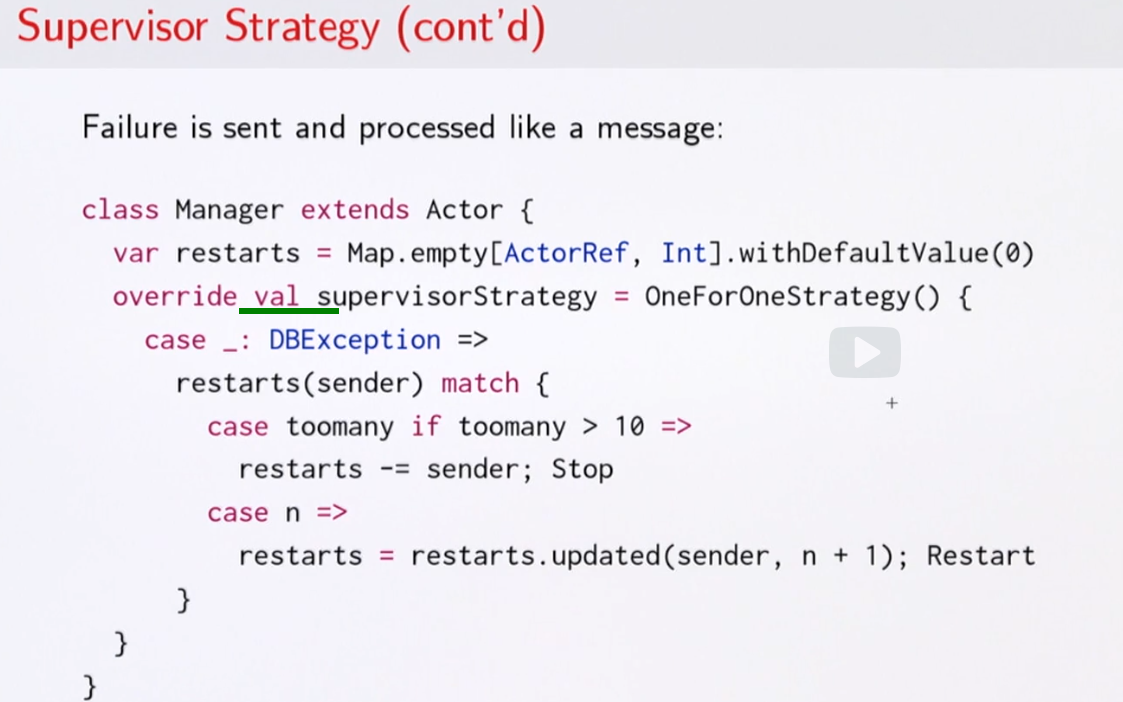 Supervisor Strategy (cont'd)
Failure is sent and processed like a message:
class Manager extends Actor {
  var restarts = Map.empty[ActorRef, Int].withDefaultValue(0)
  override val supervisorStrategy = OneForOneStrategy() {
    case _: DBException =>
      restarts(sender) match {
        case toomany if toomany > 10 =>
          restarts -= sender; Stop
        case n =>
          restarts = restarts.updated(sender, n + 1); Restart
      }
  }
}